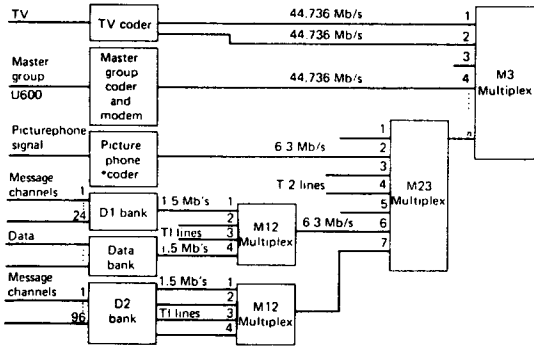 TV
TV coder
44.736 Mb/s
44.736 Mb/s
1
2
3
4
M3
Multiplex
Master
group
U600
Master
group
coder
and
modem
44.736 Mb/s
Picturephone
signal
Picture
phone
*coder
6 3 Mb/s
1
2
3
4
5
6
7
T 2 lines
M23
Multiplex
Message
channels
1
24
D1 bank
1.5 Mb's
1
2
TI lines
3
4
1.5 Mb's
M12
Multiplex
6 3 Mb/s
Data
Data
bank
Message
channels
1
96
D2
bank
1.5 Mb's
1
2
TI lines
3
4
M12
Multiplex